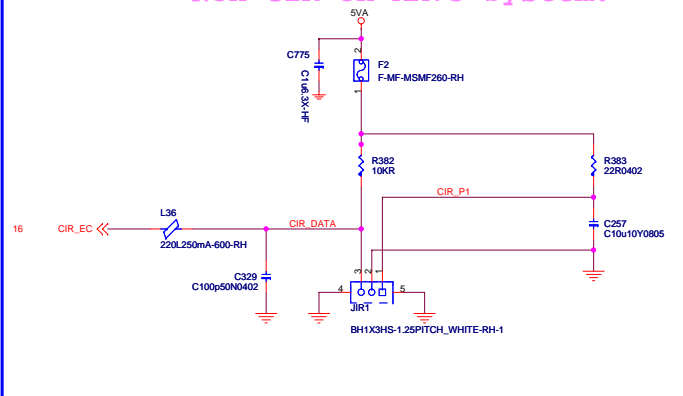 5VA
C775
C1u6.3X-HF
2
F2
F-MF-MSMF260-RH
1
R382
10KR
R383
22R0402
CIR_P1
L36
16
CIR_EC
CIR_DATA
C257
C10u10Y0805
220L250mA-600-RH
C329
C100p50N0402
3
2
1
4
5
JIR1
BH1X3HS-1.25PITCH_WHITE-RH-1